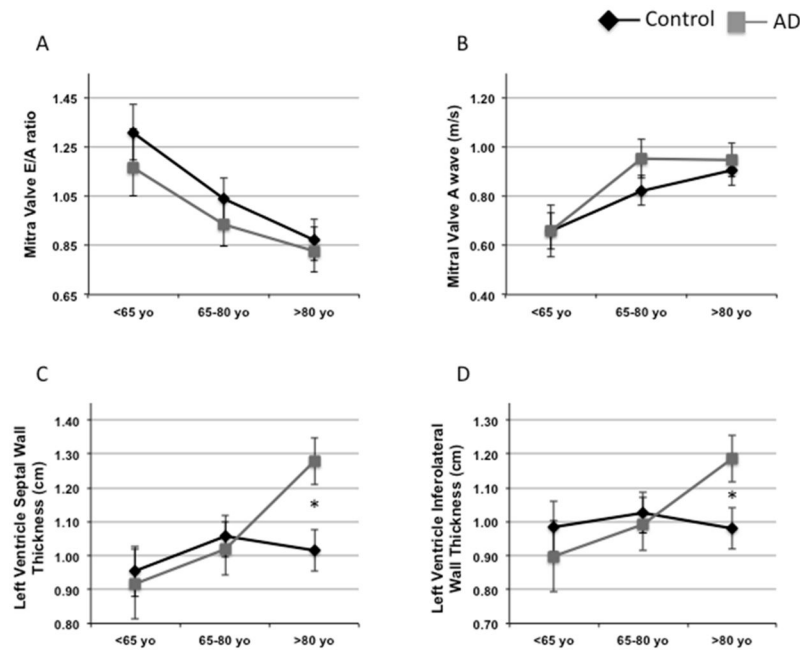 Control AD
A
Mitra Valve E/A ratio
1.45
1.25
1.05
0.85
0.65
<65 yo 65-80 yo >80 yo
B
Mitral Valve A wave (m/s)
1.20
1.00
0.80
0.60
0.40
<65 yo 65-80 yo >80 yo
C
Left Ventricle Septal Wall
Thickness (cm)
1.40
1.30
1.20
1.10
1.00
0.90
0.80
*
<65 yo 65-80 yo >80 yo
D
Left Ventricle Inferolateral
Wall Thickness (cm)
1.30
1.20
1.10
1.00
0.90
0.80
0.70
*
<65 yo 65-80 yo >80 yo